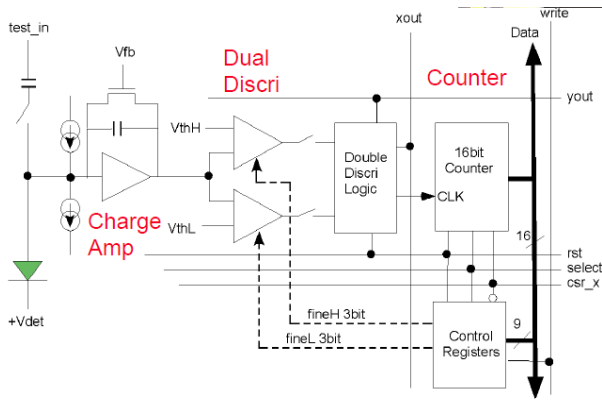 test_in
Vfb
Dual
Discri
xout
Counter
write
Data
yout
VthH
Double
Discri
Logic
16bit
Counter
CLK
VthL
Charge
Amp
16
rst
select
csr_x
+Vdet
fineH 3bit
fineL 3bit
Control
Registers
9